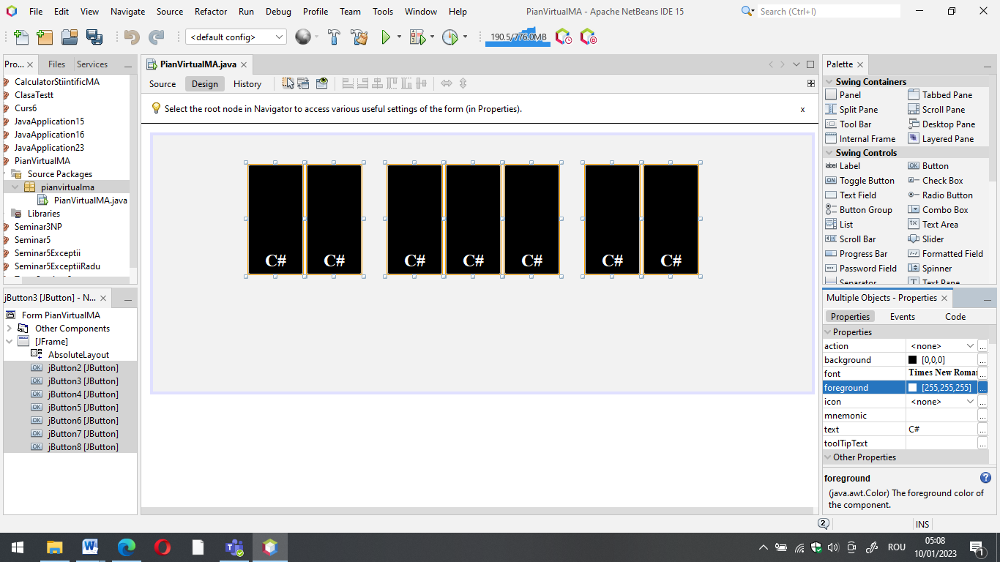 File Edit View Navigate Source Refactor Run Debug Profile Team Tools Window Help
PianVirtualMA - Apache NetBeans IDE 15
Search (Ctrl+I)
<default config>
190.5/776.0MB
Pro... Files Services
CalculatorStiintificMA
ClasaTestt
Curs6
JavaApplication15
JavaApplication16
JavaApplication23
PianVirtualMA
Source Packages
pianvirtualma
PianVirtualMA.java
Libraries
Seminar3NP
Seminar5
Seminar5Exceptii
Seminar5ExceptiiRadu
jButton3 [JButton] - N...
Form PianVirtualMA
Other Components
[JFrame]
AbsoluteLayout
jButton2 [JButton]
jButton3 [JButton]
jButton4 [JButton]
jButton5 [JButton]
jButton6 [JButton]
jButton7 [JButton]
jButton8 [JButton]
PianVirtualMA.java
Source Design History
Select the root node in Navigator to access various useful settings of the form (in Properties).
x
C# C# C# C# C# C# C#
Palette
Swing Containers
Panel Tabbed Pane
Split Pane Scroll Pane
Tool Bar Desktop Pane
Internal Frame Layered Pane
Swing Controls
Label Button
Toggle Button Check Box
Text Field Radio Button
Button Group Combo Box
List Text Area
Scroll Bar Slider
Progress Bar Formatted Field
Password Field Spinner
Separator Text Pane
Multiple Objects - Properties
Properties Events Code
Properties
action <none> ...
background [0,0,0] ...
font Times New Roma ...
foreground [255,255,255] ...
icon <none> ...
mnemonic ...
text C# ...
toolTipText ...
Other Properties
foreground
(java.awt.Color) The foreground color of
the component.
2
INS
ROU
05:08
10/01/2023
1